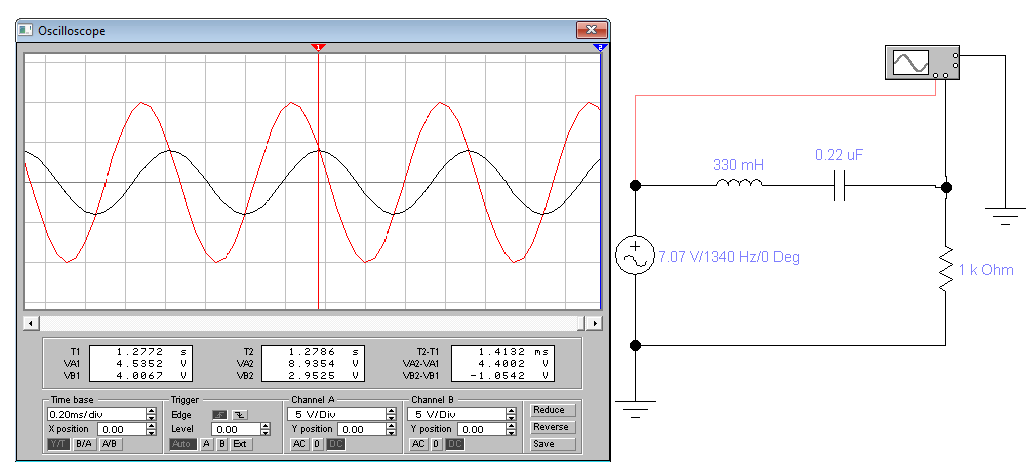 Oscilloscope
1
2
T1 1.2772 s T2 1.2786 s T2-T1 1.4132 ms
VA1 4.5352 V VA2 8.9354 V VA2-VA1 4.4002 V
VB1 4.0067 V VB2 2.9525 V VB2-VB1 -1.0542 V
Time base Trigger Channel A Channel B
0.20ms/div Edge 5 V/Div 5 V/Div Reduce
X position 0.00 Level 0.00 Y position 0.00 Y position 0.00 Reverse
Y/T B/A A/B Auto A B Ext AC 0 DC AC 0 DC Save
330 mH
0.22 uF
7.07 V/1340 Hz/0 Deg
1 k Ohm